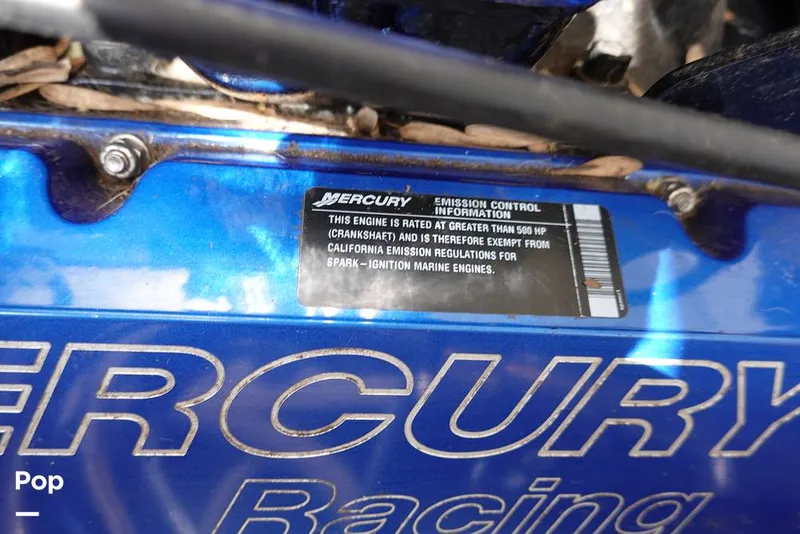 MERCURY EMISSION CONTROL
INFORMATION
THIS ENGINE IS RATED AT GREATER THAN 500 HP
(CRANKSHAFT) AND IS THEREFORE EXEMPT FROM
CALIFORNIA EMISSION REGULATIONS FOR
SPARK–IGNITION MARINE ENGINES.
ERCURY
Racing
Pop